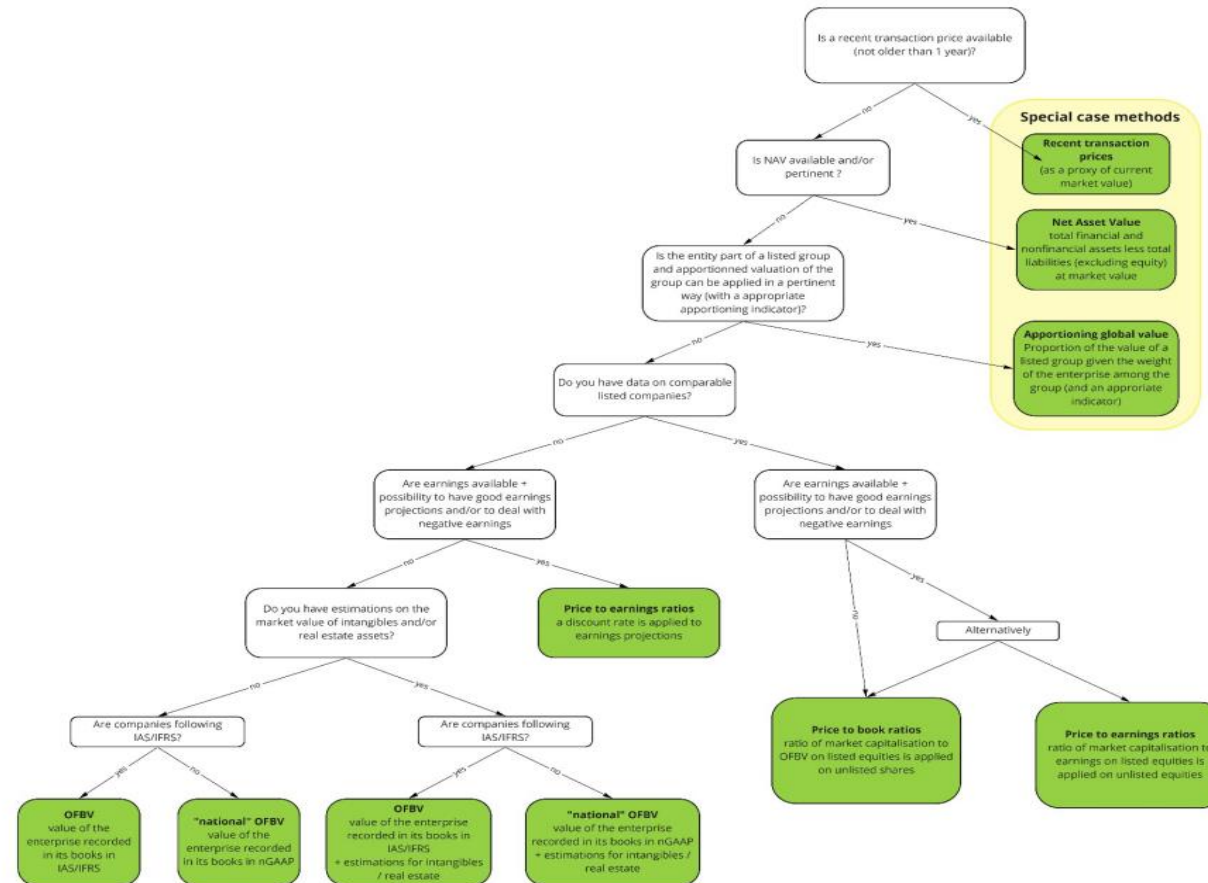 Is a recent transaction price available
(not older than 1 year)?
no
yes
Special case methods
Recent transaction
prices
(as a proxy of current
market value)
Is NAV available and/or
pertinent ?
no
yes
Net Asset Value
total financial and
nonfinancial assets less total
liabilities (excluding equity)
at market value
Is the entity part of a listed group
and apportionned valuation of the
group can be applied in a pertinent
way (with a appropriate
apportioning indicator)?
no
yes
Apportioning global value
Proportion of the value of a
listed group given the weight
of the enterprise among the
group (and an approriate
indicator)
Do you have data on comparable
listed companies?
no
yes
Are earnings available +
possibility to have good earnings
projections and/or to deal with
negative earnings
Are earnings available +
possibility to have good earnings
projections and/or to deal with
negative earnings
no
yes
no
yes
Do you have estimations on the
market value of intangibles and/or
real estate assets?
Price to earnings ratios
a discount rate is applied to
earnings projections
Alternatively
no
yes
Are companies following
IAS/IFRS?
Are companies following
IAS/IFRS?
Price to book ratios
ratio of market capitalisation to
OFBV on listed equities is applied
on unlisted shares
Price to earnings ratios
ratio of market capitalisation to
earnings on listed equities is
applied on unlisted equities
yes
no
yes
no
OFBV
value of the
enterprise recorded
in its books in
IAS/IFRS
"national" OFBV
value of the
enterprise recorded
in its books in nGAAP
OFBV
value of the enterprise
recorded in its books in
IAS/IFRS
+ estimations for intangibles
/ real estate
"national" OFBV
value of the enterprise
recorded in its books in nGAAP
+ estimations for intangibles /
real estate